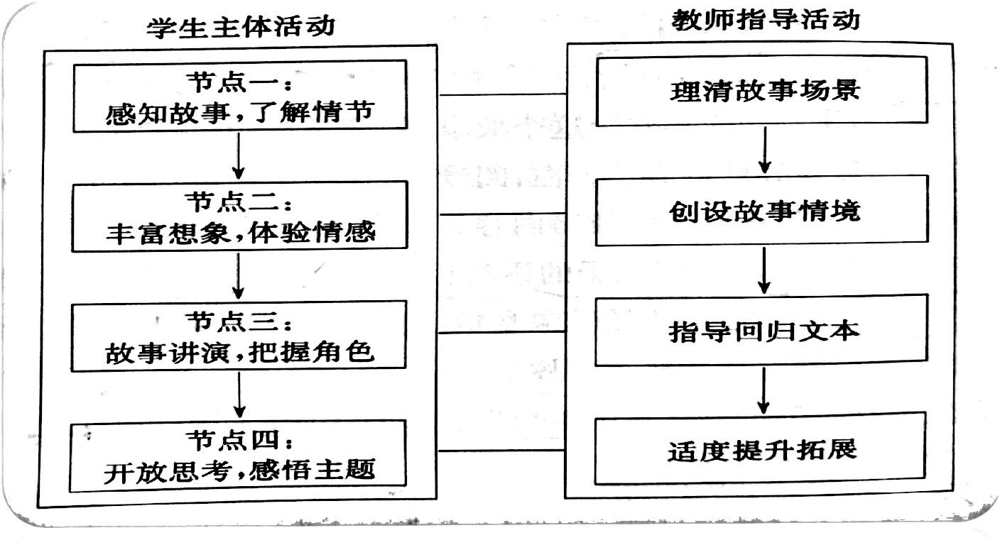 学生主体活动
节点一：
感知故事，了解情节
节点二：
丰富想象，体验情感
节点三：
故事讲演，把握角色
节点四：
开放思考，感悟主题
教师指导活动
理清故事场景
创设故事情境
指导回归文本
适度提升拓展